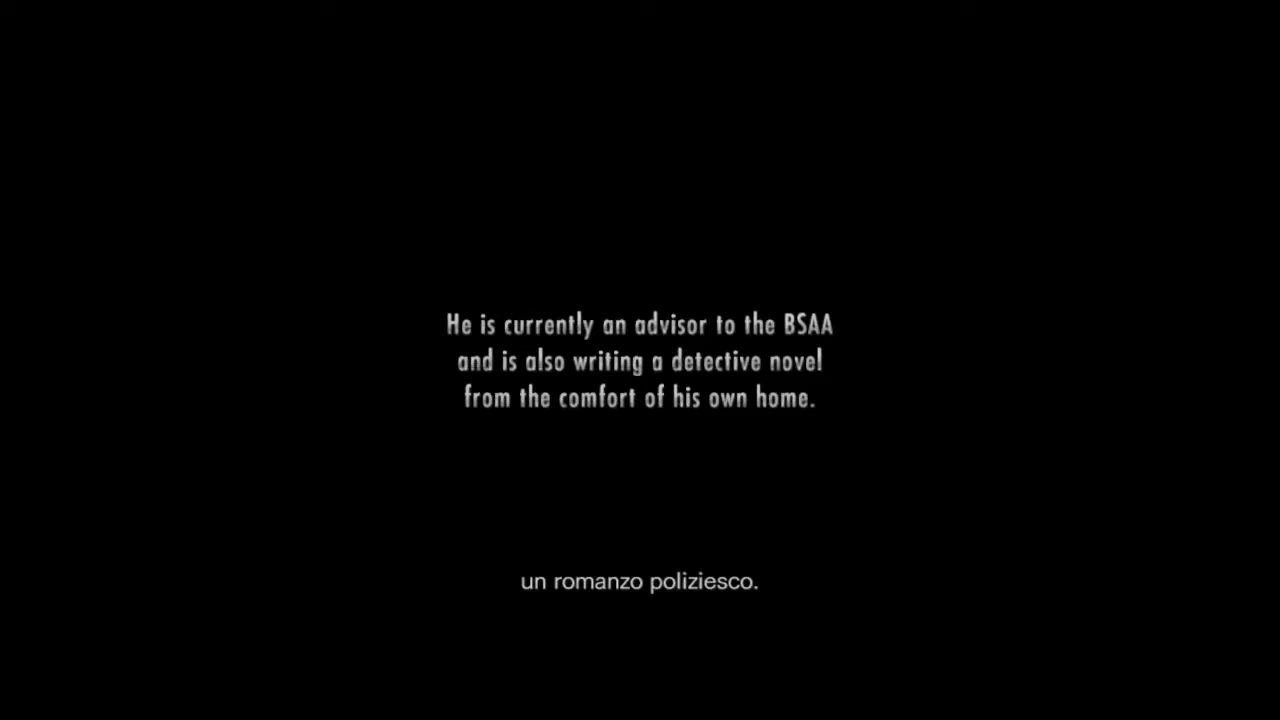 He is currently an advisor to the BSAA
and is also writing a detective novel
from the comfort of his own home.
un romanzo poliziesco.